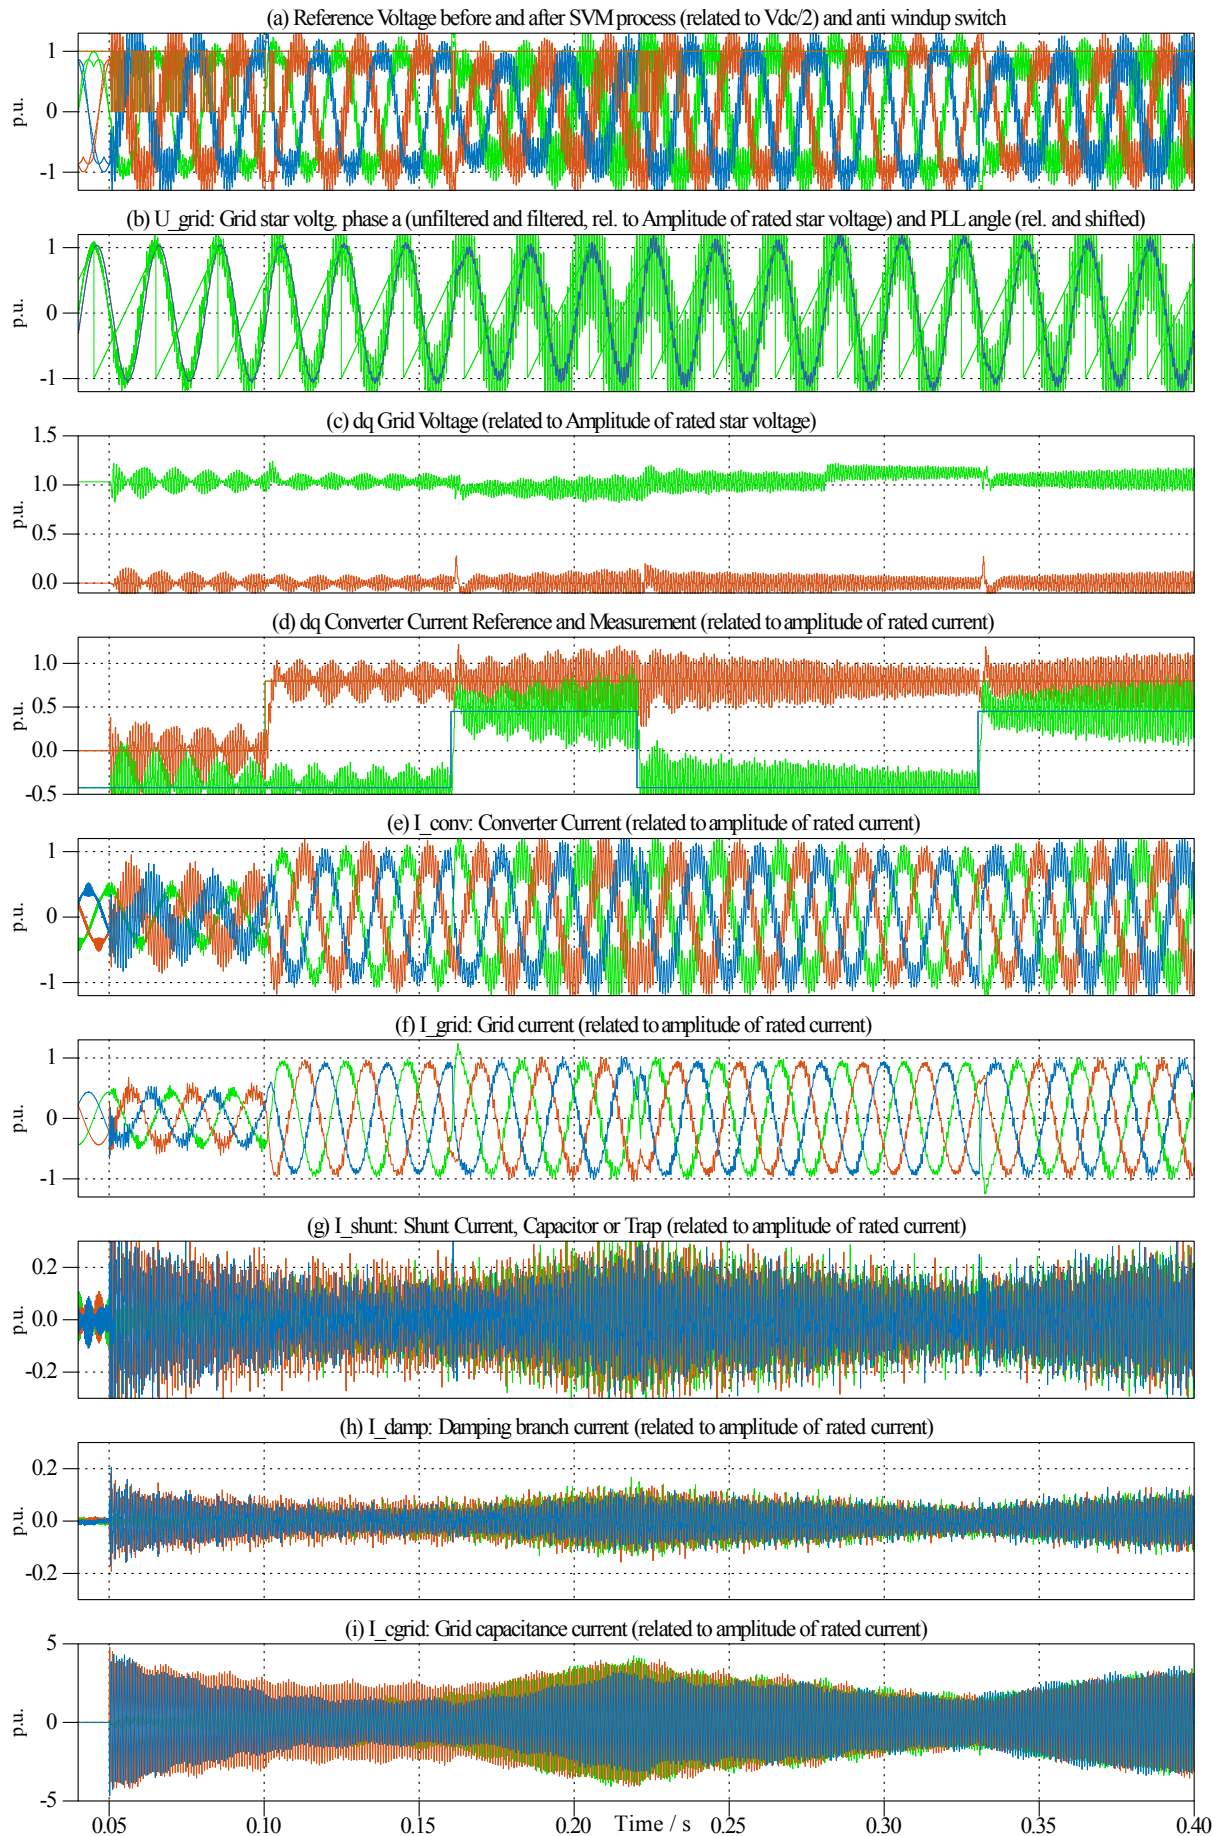 (a) Reference Voltage before and after SVM process (related to Vdc/2) and anti windup switch
1
0
-1
p.u.
(b) U_grid: Grid star voltg. phase a (unfiltered and filtered, rel. to Amplitude of rated star voltage) and PLL angle (rel. and shifted)
1
0
-1
p.u.
(c) dq Grid Voltage (related to Amplitude of rated star voltage)
1.5
1.0
0.5
0.0
p.u.
(d) dq Converter Current Reference and Measurement (related to amplitude of rated current)
1.0
0.5
0.0
-0.5
p.u.
(e) I_conv: Converter Current (related to amplitude of rated current)
1
0
-1
p.u.
(f) I_grid: Grid current (related to amplitude of rated current)
1
0
-1
p.u.
(g) I_shunt: Shunt Current, Capacitor or Trap (related to amplitude of rated current)
0.2
0.0
-0.2
p.u.
(h) I_damp: Damping branch current (related to amplitude of rated current)
0.2
0.0
-0.2
p.u.
(i) I_cgrid: Grid capacitance current (related to amplitude of rated current)
5
0
-5
p.u.
0.05 0.10 0.15 0.20 Time / s 0.25 0.30 0.35 0.40